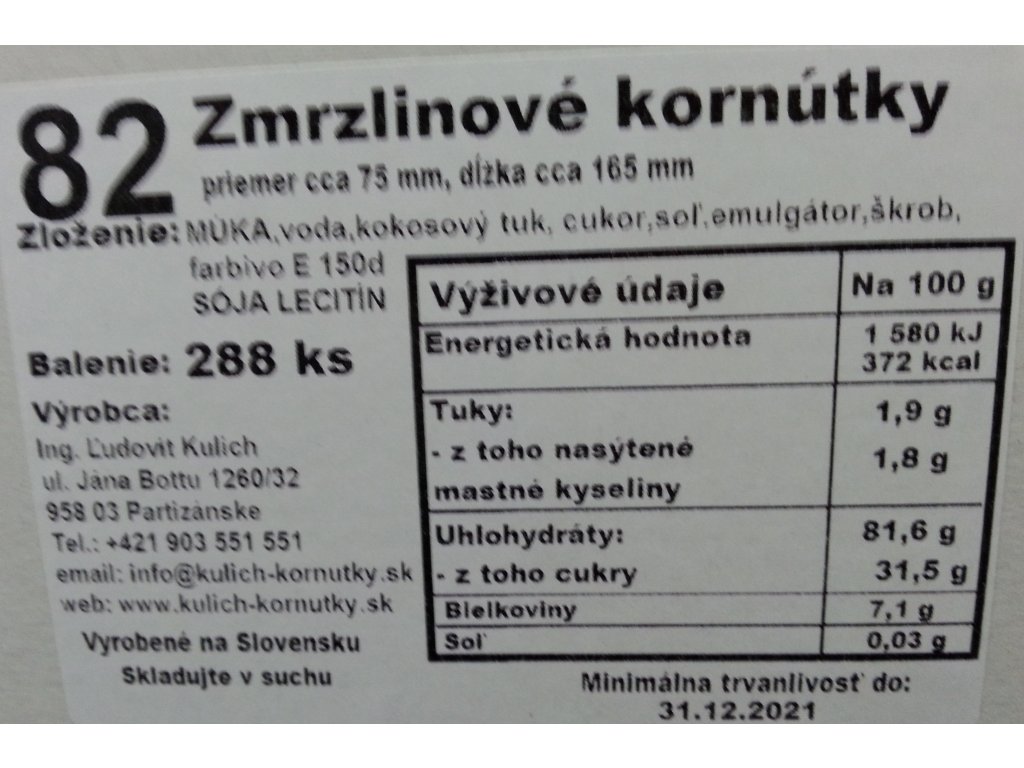 82 Zmrzlinové kornútky
priemer cca 75 mm, dĺžka cca 165 mm
Zloženie: MÚKA,voda,kokosový tuk, cukor,soľ,emulgátor,škrob,
farbivo E 150d
SÓJA LECITÍN
Balenie: 288 ks
Výrobca:
Ing. Ľudovít Kulich
ul. Jána Bottu 1260/32
958 03 Partizánske
Tel.: +421 903 551 551
email: info@kulich-kornutky.sk
web: www.kulich-kornutky.sk
Vyrobené na Slovensku
Skladujte v suchu
Výživové údaje Na 100 g
Energetická hodnota 1 580 kJ
372 kcal
Tuky: 1,9 g
- z toho nasýtené 1,8 g
mastné kyseliny
Uhlohydráty: 81,6 g
- z toho cukry 31,5 g
Bielkoviny 7,1 g
Soľ 0,03 g
Minimálna trvanlivosť do:
31.12.2021